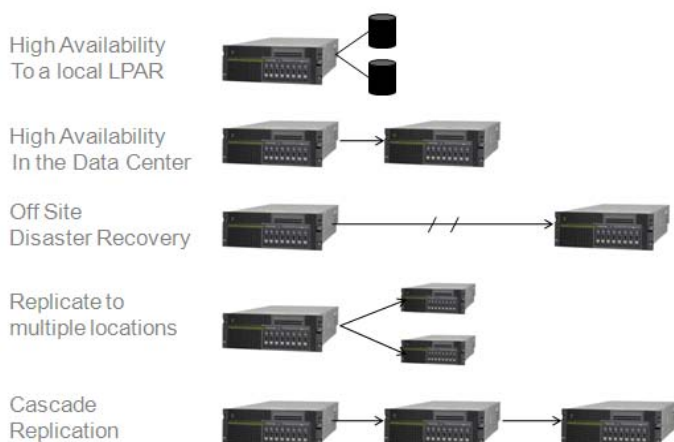 High Availability
To a local LPAR
High Availability
In the Data Center
Off Site
Disaster Recovery
Replicate to
multiple locations
Cascade
Replication